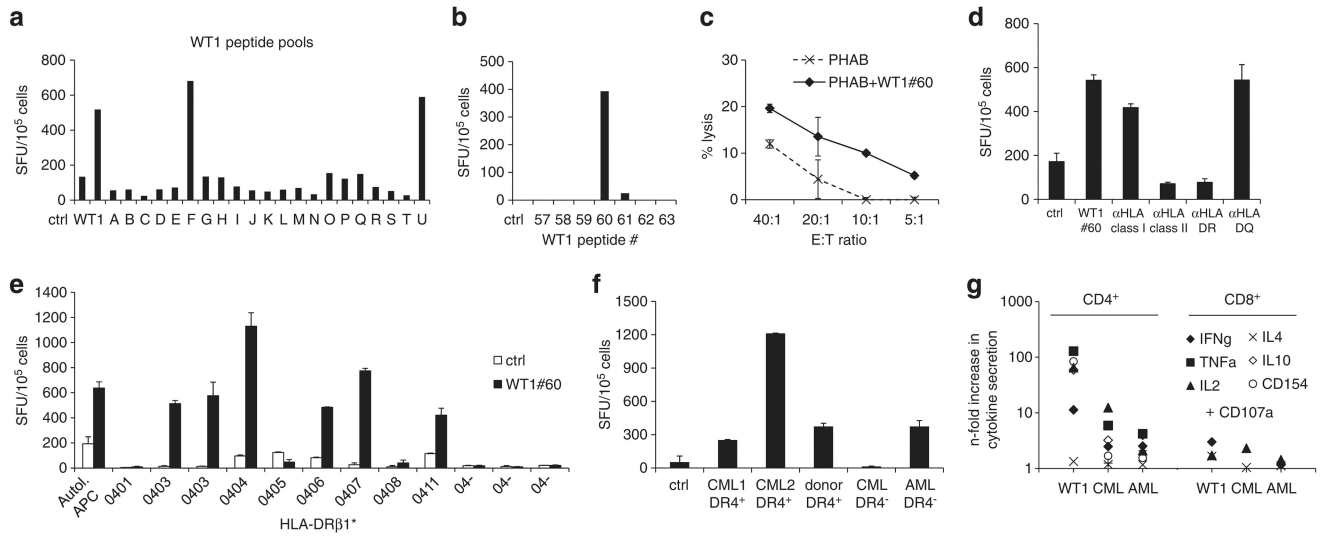 a
WT1 peptide pools
SFU/10⁵ cells
800
600
400
200
0
ctrl WT1 A B C D E F G H I J K L M N O P Q R S T U
b
SFU/10⁵ cells
500
400
300
200
100
0
ctrl 57 58 59 60 61 62 63
WT1 peptide #
c
PHAB
PHAB+WT1#60
% lysis
30
20
10
0
40:1 20:1 10:1 5:1
E:T ratio
d
SFU/10⁵ cells
800
600
400
200
0
ctrl WT1 αHLA αHLA αHLA αHLA
#60 class I class II DR DQ
e
SFU/10⁵ cells
1400
1200
1000
800
600
400
200
0
ctrl
WT1#60
Autol. APC 0401 0403 0403 0404 0405 0406 0407 0408 0411 04- 04- 04-
HLA-DRβ1*
f
SFU/10⁵ cells
1500
1200
900
600
300
0
ctrl CML1 CML2 donor CML AML
DR4⁺ DR4⁺ DR4⁺ DR4⁻ DR4⁻
g
n-fold increase in
cytokine secretion
1000
100
10
1
CD4⁺ CD8⁺
IFNg IL4
TNFa IL10
IL2 CD154
+ CD107a
WT1 CML AML WT1 CML AML